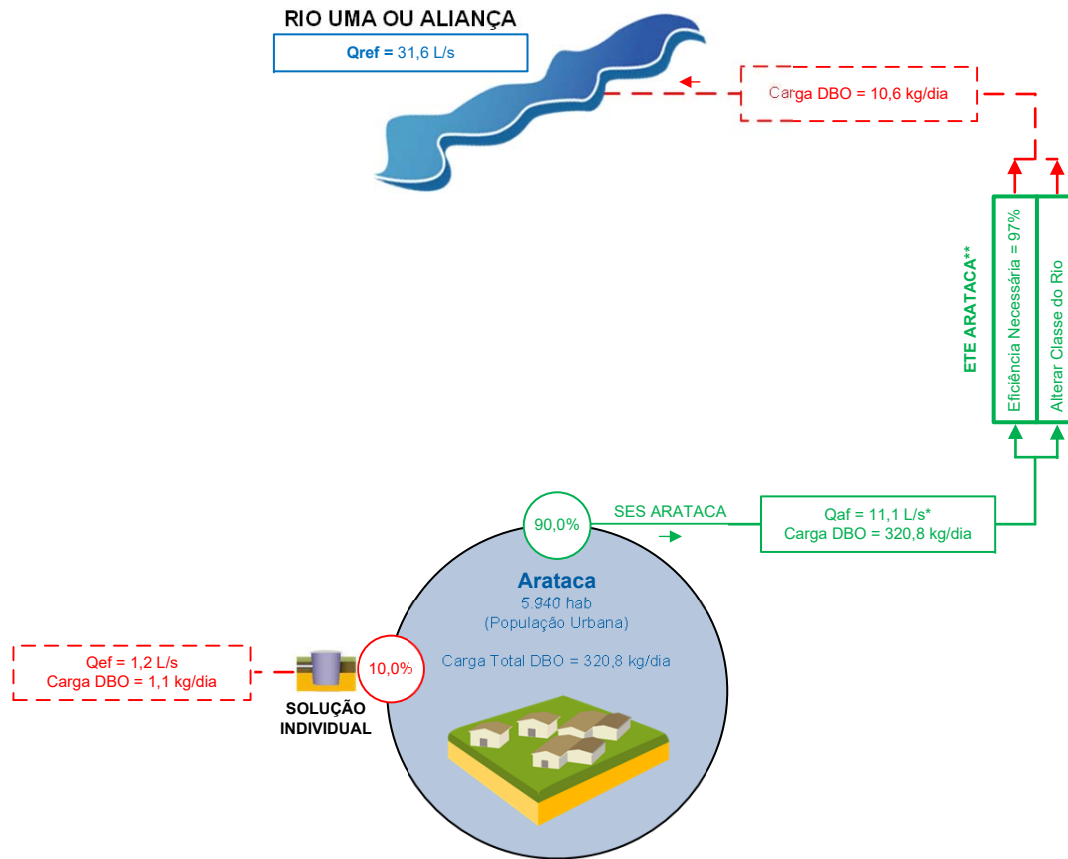 RIO UMA OU ALIANÇA
Qref = 31,6 L/s
Carga DBO = 10,6 kg/dia
ETE ARATACA**
Eficiência Necessária = 97%
Alterar Classe do Rio
90,0%
SES ARATACA
Qaf = 11,1 L/s*
Carga DBO = 320,8 kg/dia
Arataca
5.940 hab
(População Urbana)
Carga Total DBO = 320,8 kg/dia
10,0%
Qef = 1,2 L/s
Carga DBO = 1,1 kg/dia
SOLUÇÃO
INDIVIDUAL